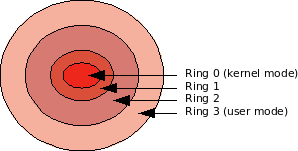 Ring 0 (kernel mode)
Ring 1
Ring 2
Ring 3 (user mode)